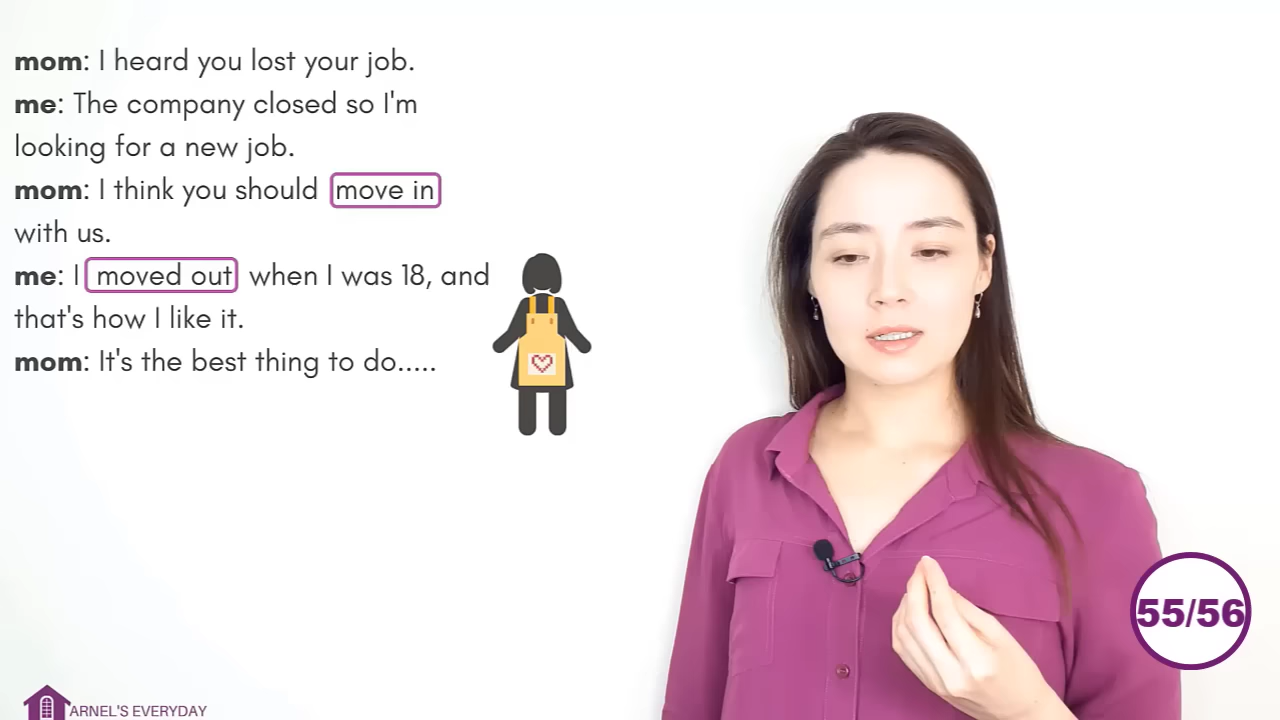 mom: I heard you lost your job.
me: The company closed so I'm
looking for a new job.
mom: I think you should move in
with us.
me: I moved out when I was 18, and
that's how I like it.
mom: It's the best thing to do.....
55/56
ARNEL'S EVERYDAY